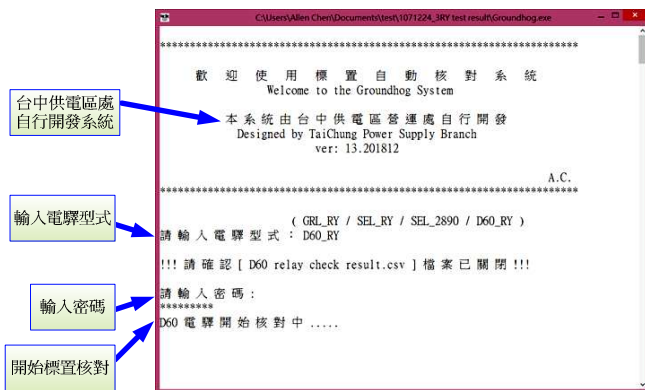 C:\Users\Allen Chen\Documents\test\1071224_3RY test result\Groundhog.exe
***********************************************************************
歡 迎 使 用 標 置 自 動 核 對 系 統
Welcome to the Groundhog System
本 系 統 由 台 中 供 電 區 營 運 處 自 行 開 發
Designed by TaiChung Power Supply Branch
ver: 13.201812
A.C.
***********************************************************************
( GRL_RY / SEL_RY / SEL_2890 / D60_RY )
請 輸 入 電 驛 型 式 : D60_RY
!!! 請 確 認 [ D60 relay check result.csv ] 檔 案 已 關 閉 !!!
請 輸 入 密 碼 :
*********
D60 電 驛 開 始 核 對 中 .....
台中供電區處
自行開發系統
輸入電驛型式
輸入密碼
開始標置核對